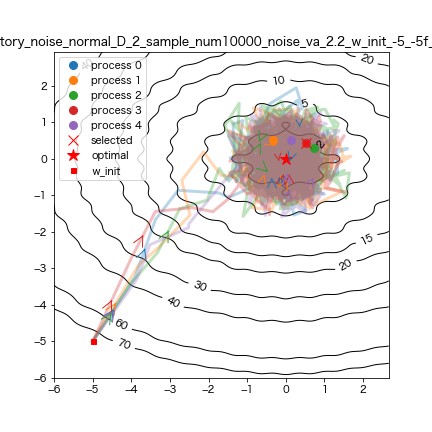 tory_noise_normal_D_2_sample_num10000_noise_va_2.2_w_init_-5_-5f_
process 0
process 1
process 2
process 3
process 4
selected
optimal
w_init
20
10
5
2
15
20
30
40
60
70
2
1
0
−1
−2
−3
−4
−5
−6
−6 −5 −4 −3 −2 −1 0 1 2